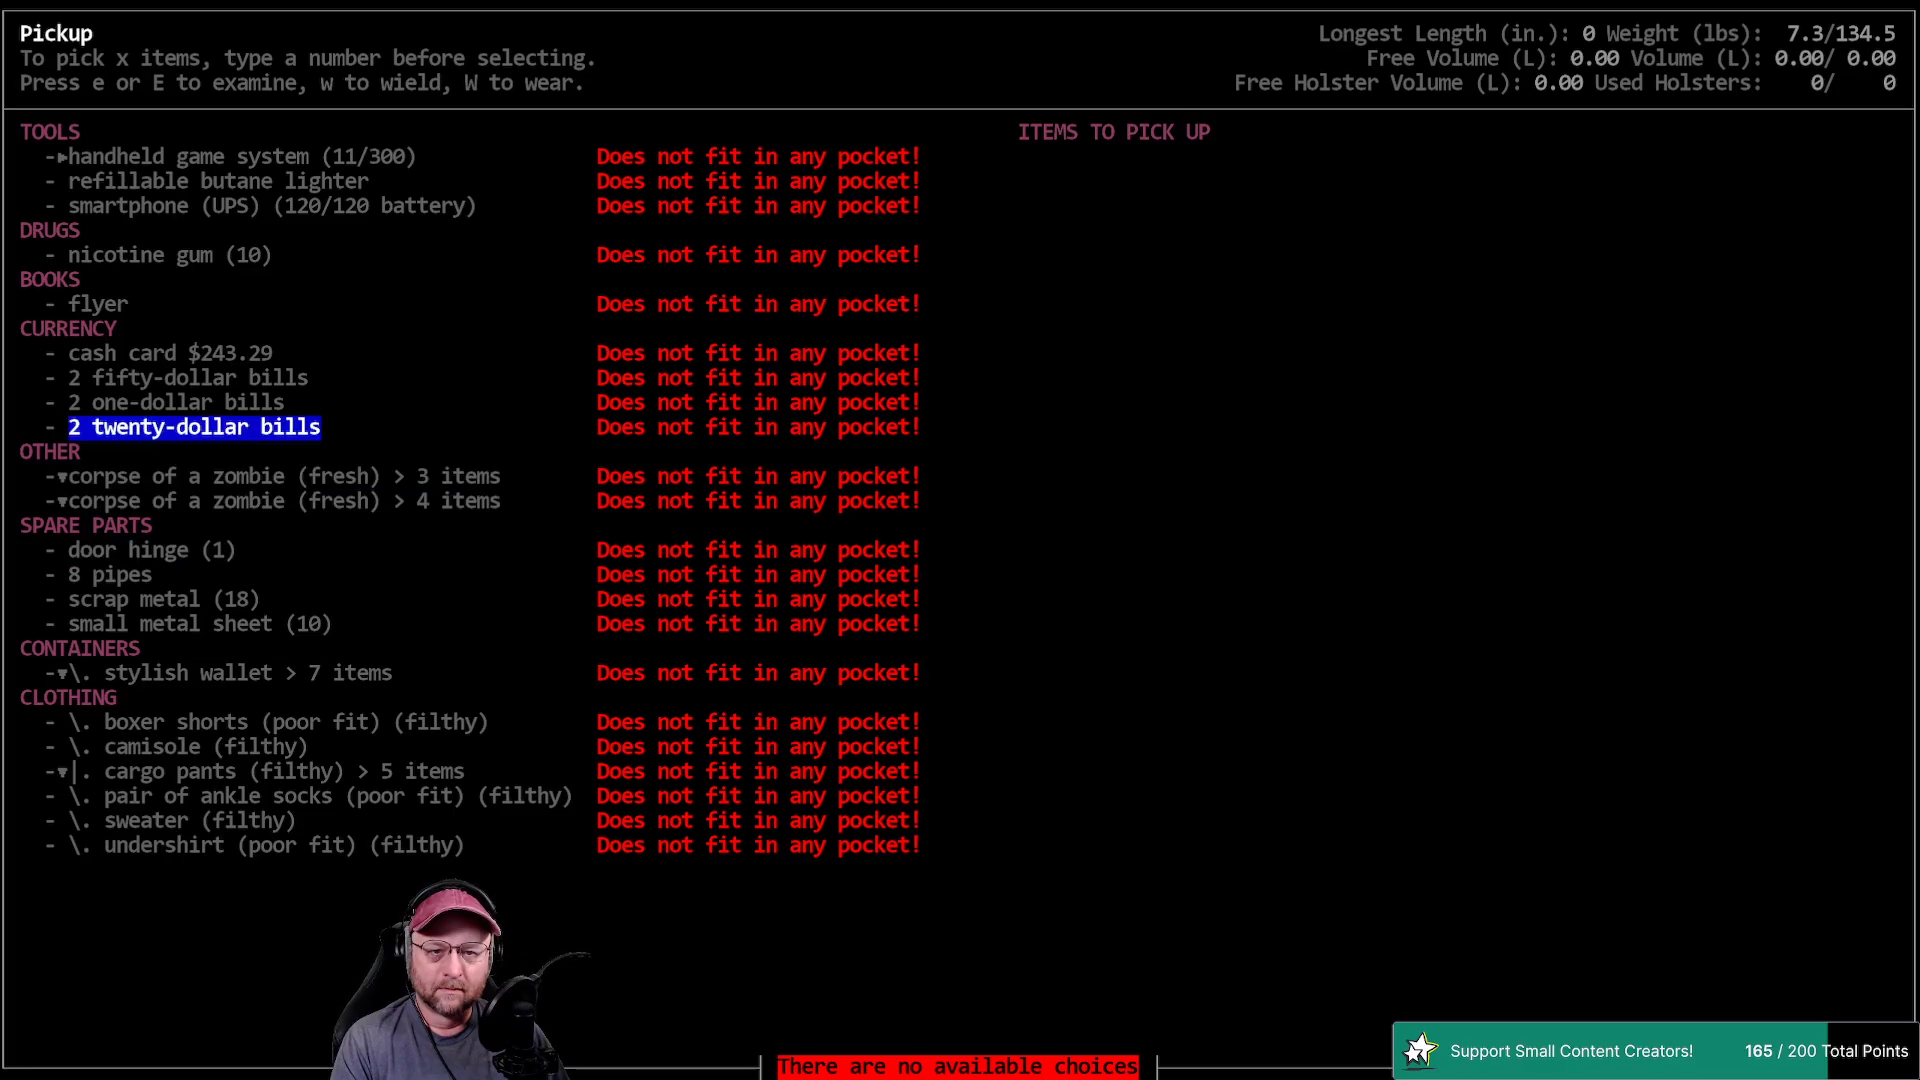 Pickup
To pick x items, type a number before selecting.
Press e or E to examine, w to wield, W to wear.
Longest Length (in.): 0 Weight (lbs): 7.3/134.5
Free Volume (L): 0.00 Volume (L): 0.00/ 0.00
Free Holster Volume (L): 0.00 Used Holsters: 0/ 0
TOOLS
-▸handheld game system (11/300) Does not fit in any pocket!
- refillable butane lighter Does not fit in any pocket!
- smartphone (UPS) (120/120 battery) Does not fit in any pocket!
DRUGS
- nicotine gum (10) Does not fit in any pocket!
BOOKS
- flyer Does not fit in any pocket!
CURRENCY
- cash card $243.29 Does not fit in any pocket!
- 2 fifty-dollar bills Does not fit in any pocket!
- 2 one-dollar bills Does not fit in any pocket!
- 2 twenty-dollar bills Does not fit in any pocket!
OTHER
-▾corpse of a zombie (fresh) > 3 items Does not fit in any pocket!
-▾corpse of a zombie (fresh) > 4 items Does not fit in any pocket!
SPARE PARTS
- door hinge (1) Does not fit in any pocket!
- 8 pipes Does not fit in any pocket!
- scrap metal (18) Does not fit in any pocket!
- small metal sheet (10) Does not fit in any pocket!
CONTAINERS
-▾\. stylish wallet > 7 items Does not fit in any pocket!
CLOTHING
- \. boxer shorts (poor fit) (filthy) Does not fit in any pocket!
- \. camisole (filthy) Does not fit in any pocket!
-▾|. cargo pants (filthy) > 5 items Does not fit in any pocket!
- \. pair of ankle socks (poor fit) (filthy) Does not fit in any pocket!
- \. sweater (filthy) Does not fit in any pocket!
- \. undershirt (poor fit) (filthy) Does not fit in any pocket!
ITEMS TO PICK UP
There are no available choices
Support Small Content Creators! 165 / 200 Total Points